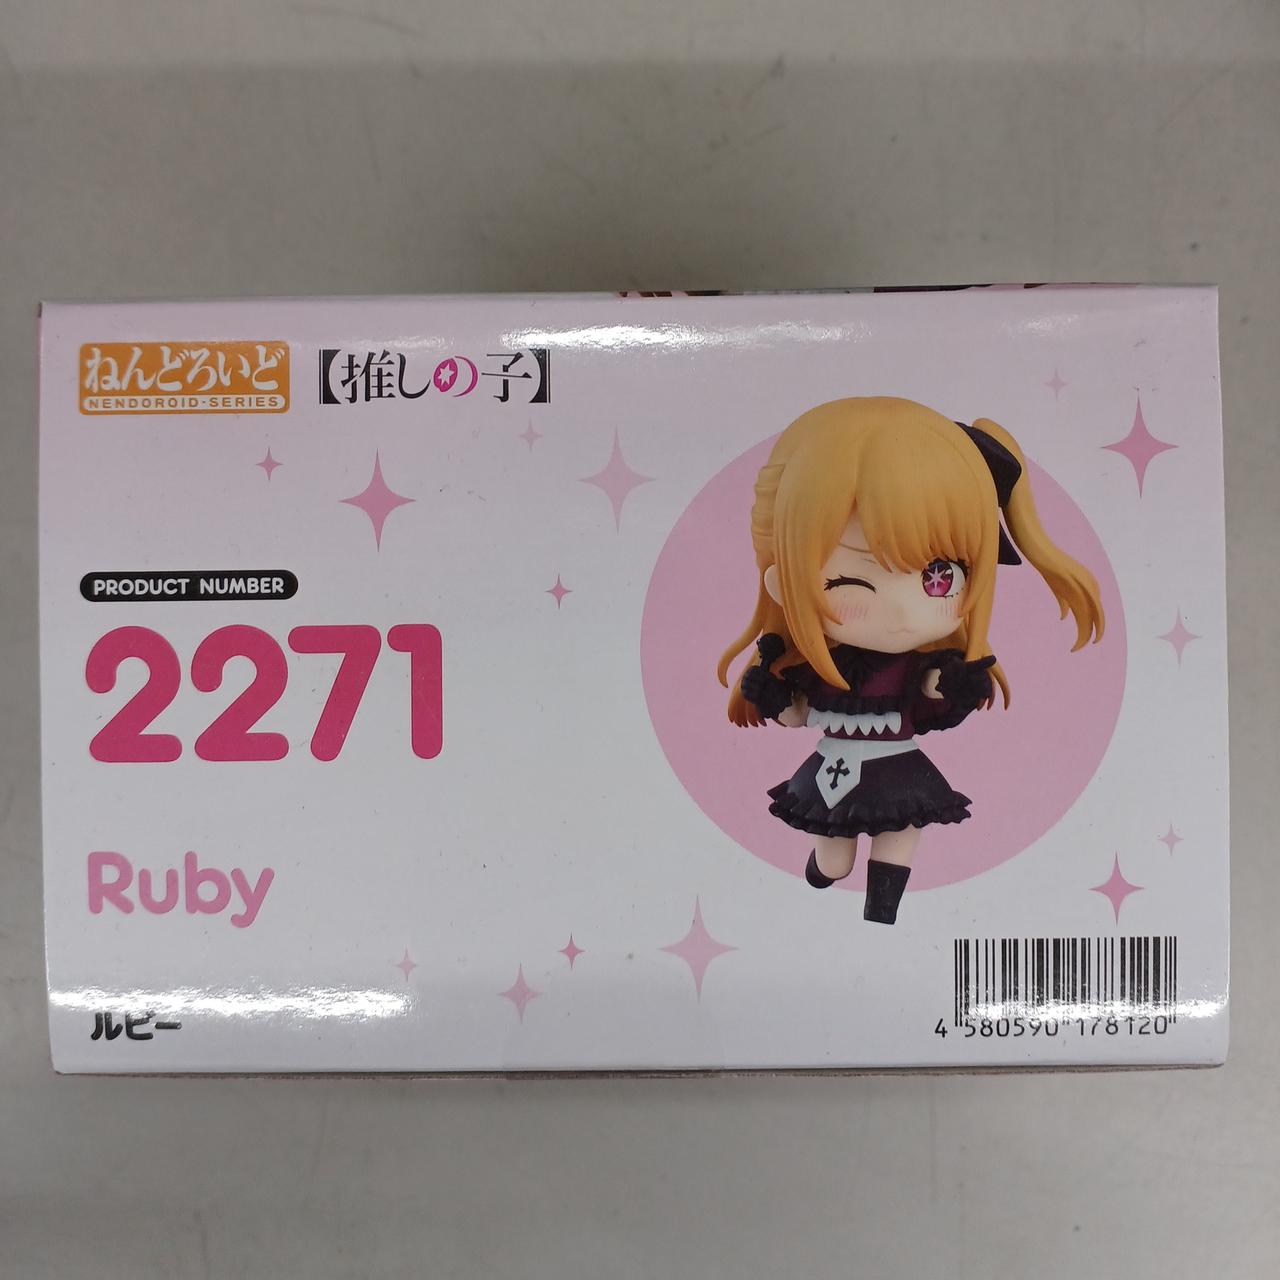 ねんどろいど
NENDOROID-SERIES
【推しの子】
PRODUCT NUMBER
2271
Ruby
ルビー
4 580590 178120